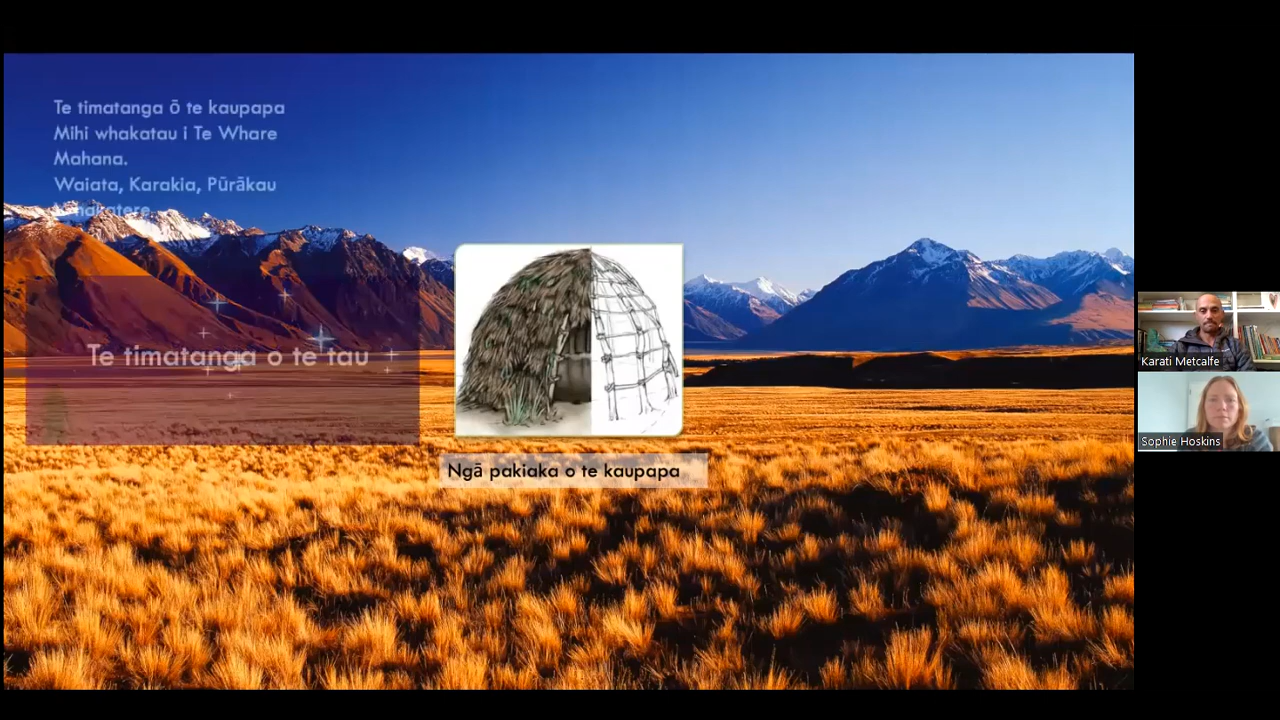 Te timatanga ō te kaupapa
Mihi whakatau i Te Whare
Mahana.
Waiata, Karakia, Pūrākau
Te timatanga o te tau
Ngā pakiaka o te kaupapa
Karati Metcalfe
Sophie Hoskins